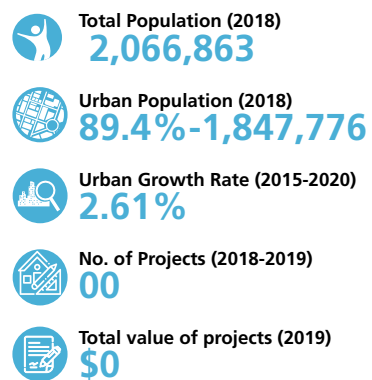 Total Population (2018)
2,066,863
Urban Population (2018)
89.4%-1,847,776
Urban Growth Rate (2015-2020)
2.61%
No. of Projects (2018-2019)
00
Total value of projects (2019)
$0